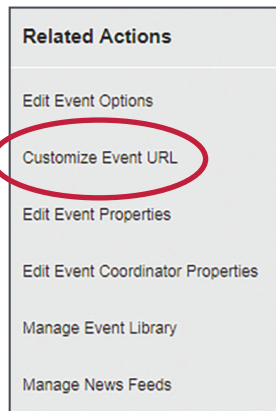 Related Actions
Edit Event Options
Customize Event URL
Edit Event Properties
Edit Event Coordinator Properties
Manage Event Library
Manage News Feeds